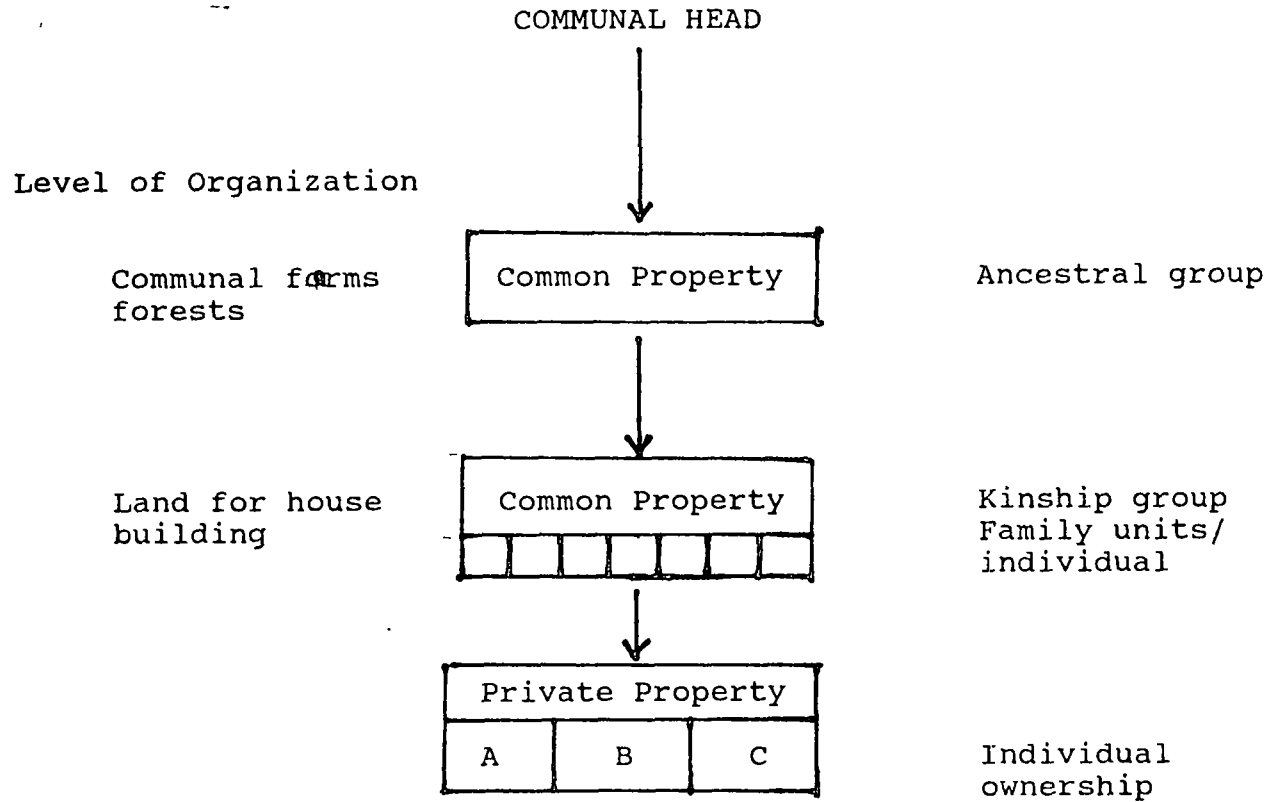 COMMUNAL HEAD
Level of Organization
Communal farms
forests
Common Property
Ancestral group
Land for house
building
Common Property
Kinship group
Family units/
individual
Private Property
A B C
Individual
ownership